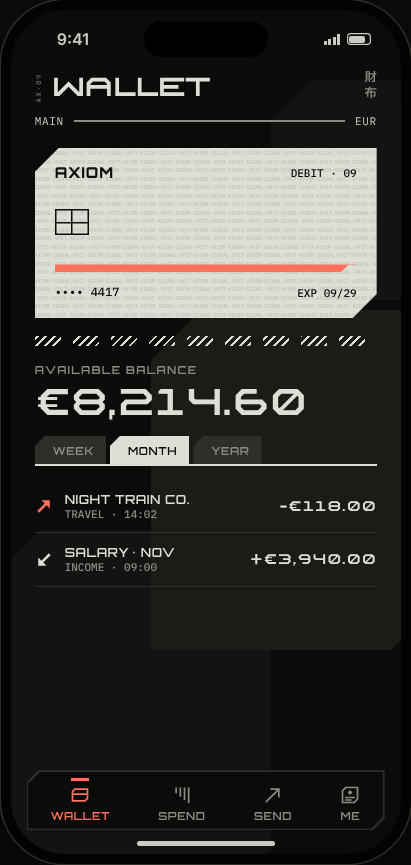 9:41
AX·09
WALLET
財布
MAIN EUR
AXIOM DEBIT · 09
•••• 4417 EXP 09/29
AVAILABLE BALANCE
€8,214.60
WEEK MONTH YEAR
NIGHT TRAIN CO. -€118.00
TRAVEL · 14:02
SALARY · NOV +€3,940.00
INCOME · 09:00
WALLET SPEND SEND ME